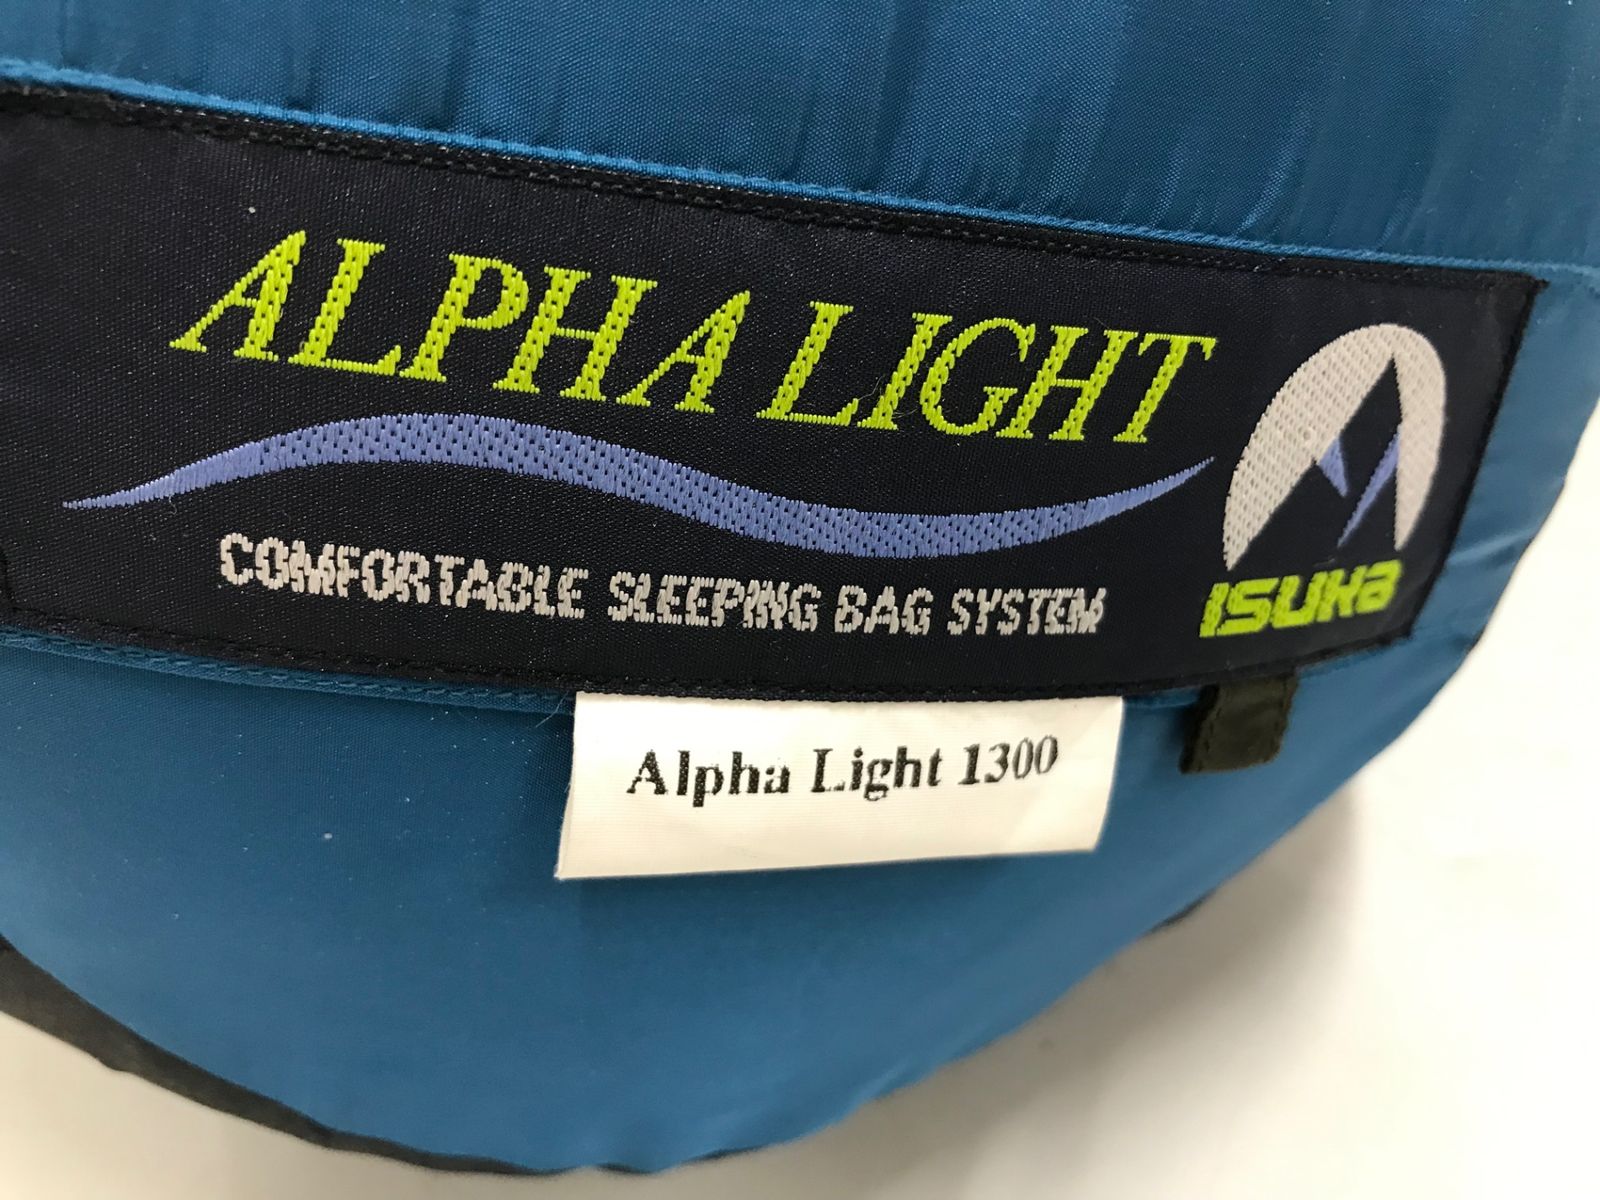 ALPHA LIGHT
COMFORTABLE SLEEPING BAG SYSTEM
ISUKa
Alpha Light 1300